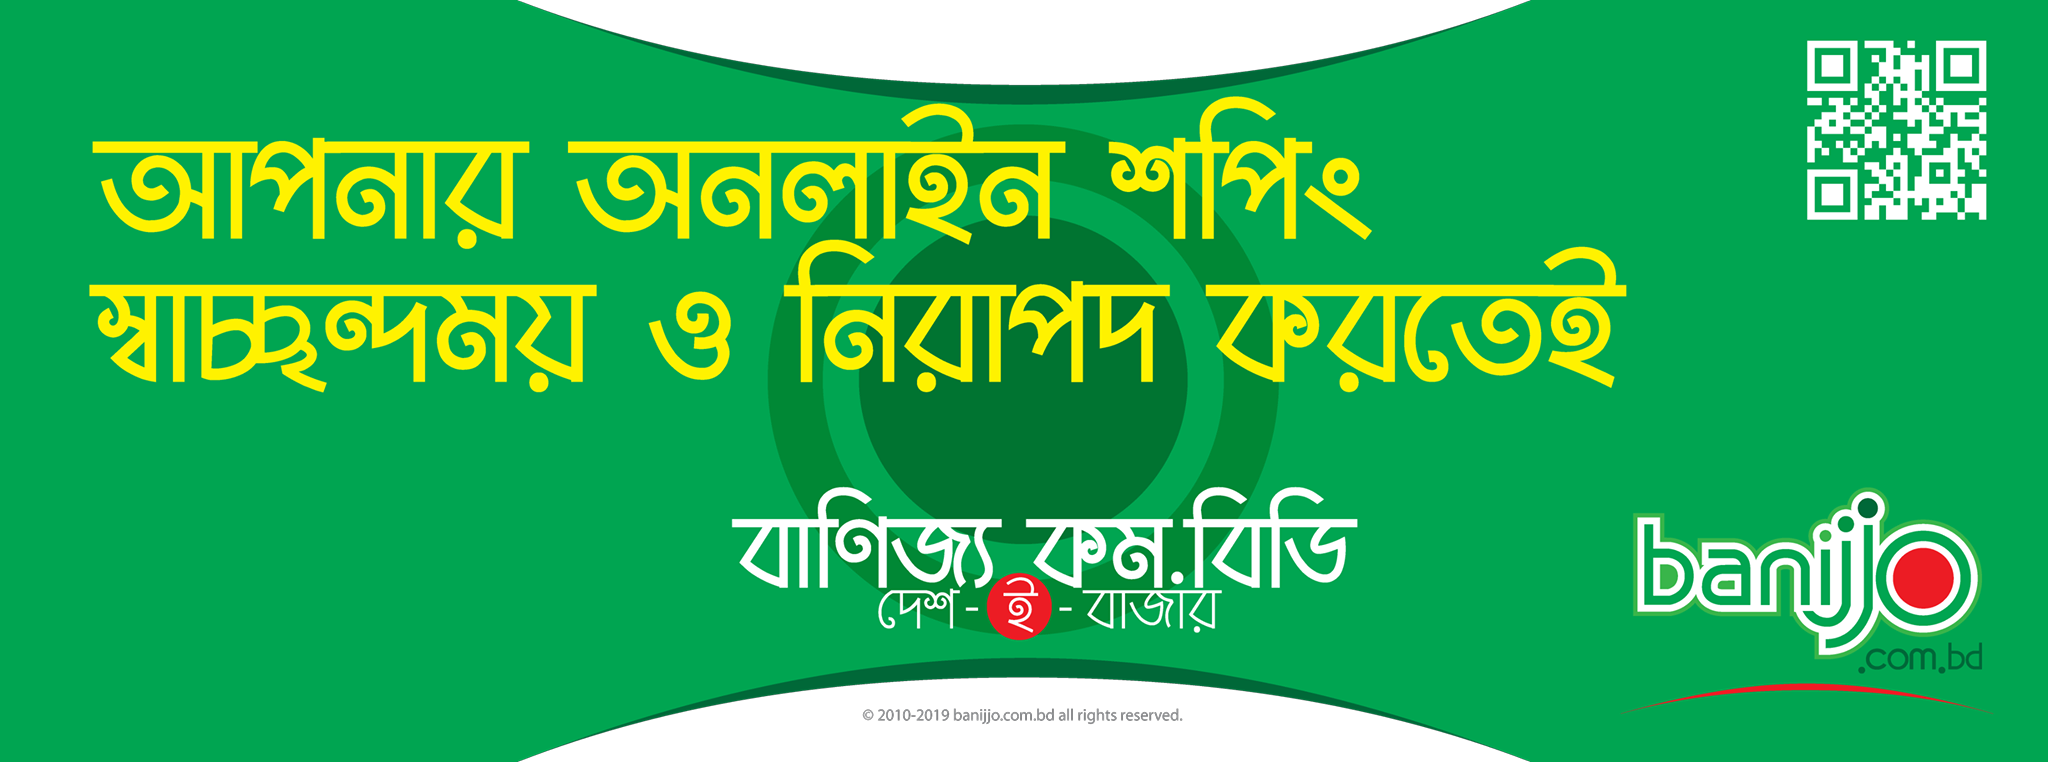 আপনার অনলাইন শপিং
স্বাচ্ছন্দময় ও নিরাপদ করতেই
বাণিজ্য কম.বিডি
দেশ - ই - বাজার
banijjo
.com.bd
© 2010-2019 banijjo.com.bd all rights reserved.